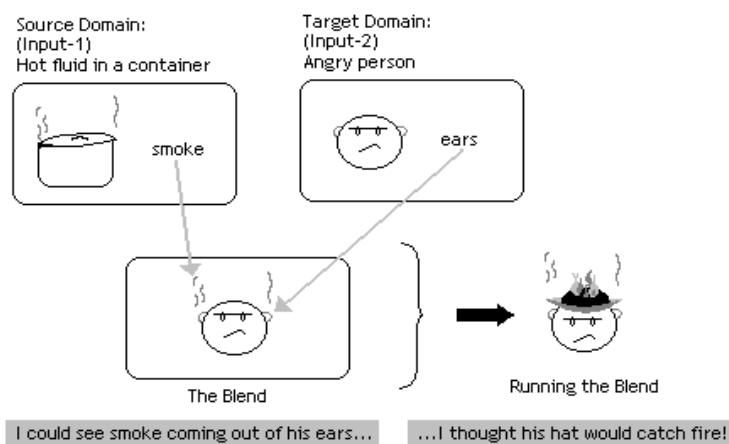 Source Domain:
(Input-1)
Hot fluid in a container
Target Domain:
(Input-2)
Angry person
smoke
ears
The Blend
Running the Blend
I could see smoke coming out of his ears...
...I thought his hat would catch fire!